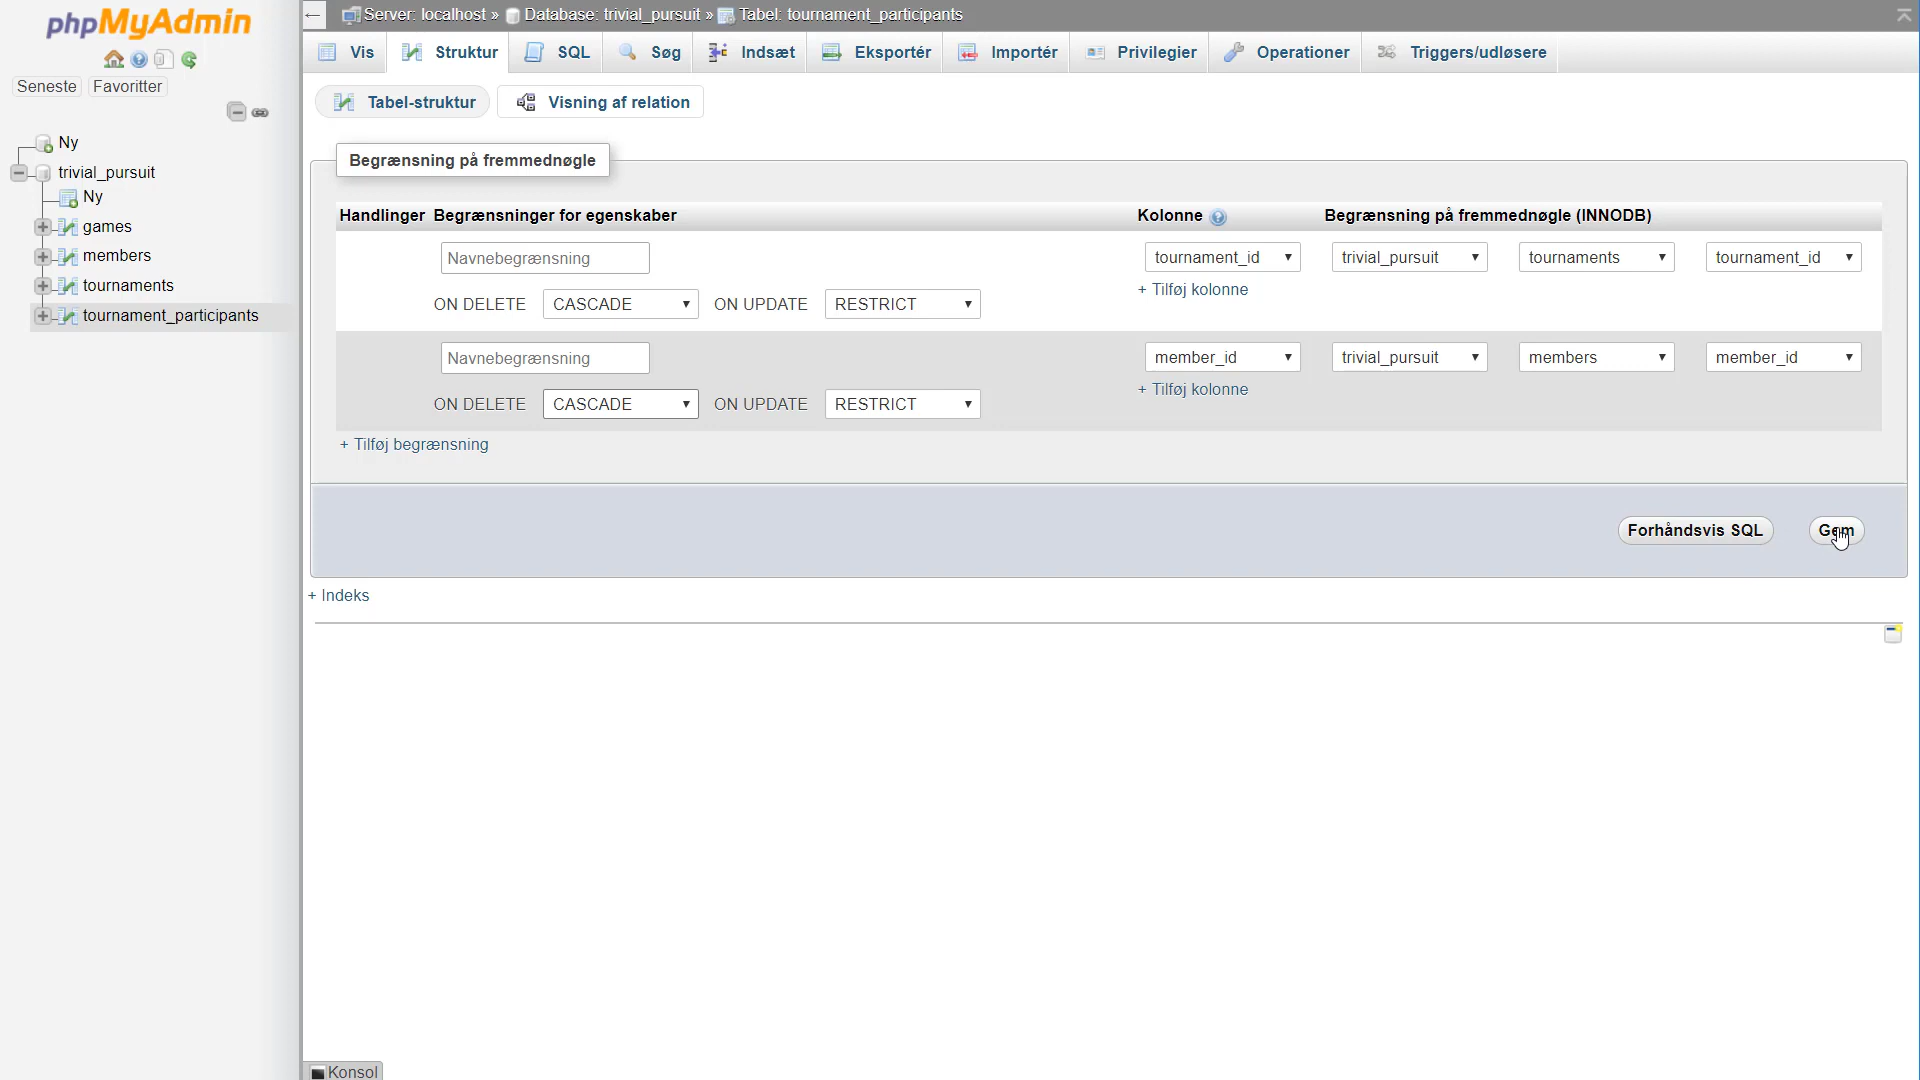 phpMyAdmin
Seneste Favoritter
Ny
trivial_pursuit
Ny
games
members
tournaments
tournament_participants
Server: localhost » Database: trivial_pursuit » Tabel: tournament_participants
Vis Struktur SQL Søg Indsæt Eksportér Importér Privilegier Operationer Triggers/udløsere
Tabel-struktur Visning af relation
Begrænsning på fremmednøgle
Handlinger Begrænsninger for egenskaber Kolonne Begrænsning på fremmednøgle (INNODB)
Navnebegrænsning tournament_id trivial_pursuit tournaments tournament_id
+ Tilføj kolonne
ON DELETE CASCADE ON UPDATE RESTRICT
Navnebegrænsning member_id trivial_pursuit members member_id
+ Tilføj kolonne
ON DELETE CASCADE ON UPDATE RESTRICT
+ Tilføj begrænsning
Forhåndsvis SQL Gem
+ Indeks
Konsol